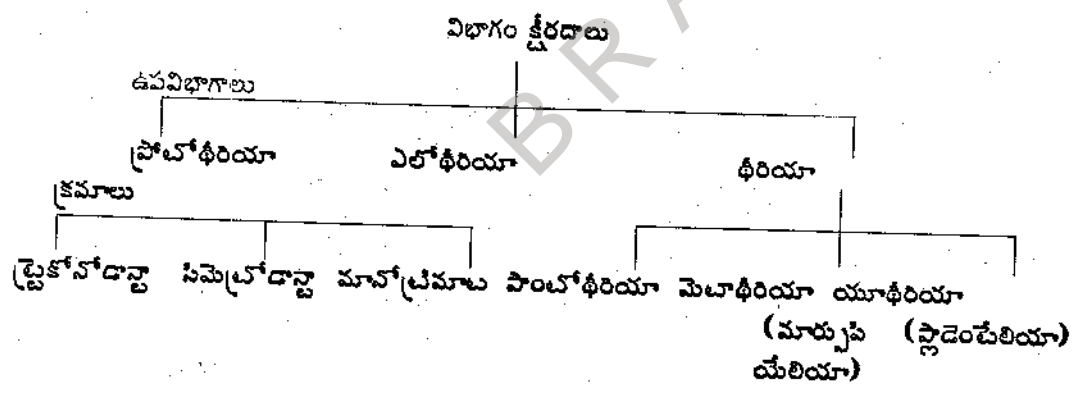 విభాగం క్షీరదాలు
ఉపవిభాగాలు
ప్రోటోథీరియా ఎలోథీరియా థీరియా
క్రమాలు
ట్రైకోనోడాన్టా సిమెట్రోడాన్టా మానోట్రిమాట పాంటోథీరియా మెటాథీరియా యూథీరియా
(మార్సుపి (ప్లాడెంటేలియా)
యేలియా)
B R A